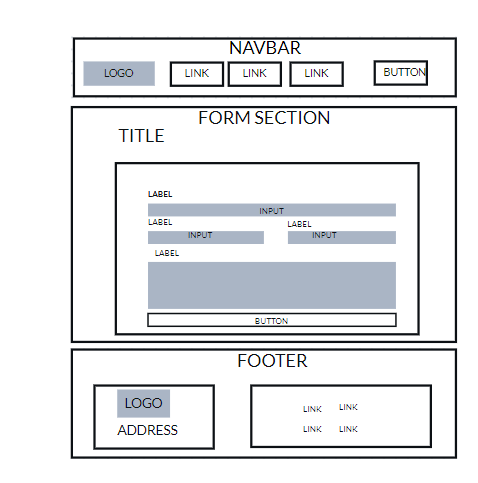 NAVBAR
LOGO LINK LINK LINK BUTTON
FORM SECTION
TITLE
LABEL
INPUT
LABEL LABEL
INPUT INPUT
LABEL
BUTTON
FOOTER
LOGO
ADDRESS
LINK LINK
LINK LINK